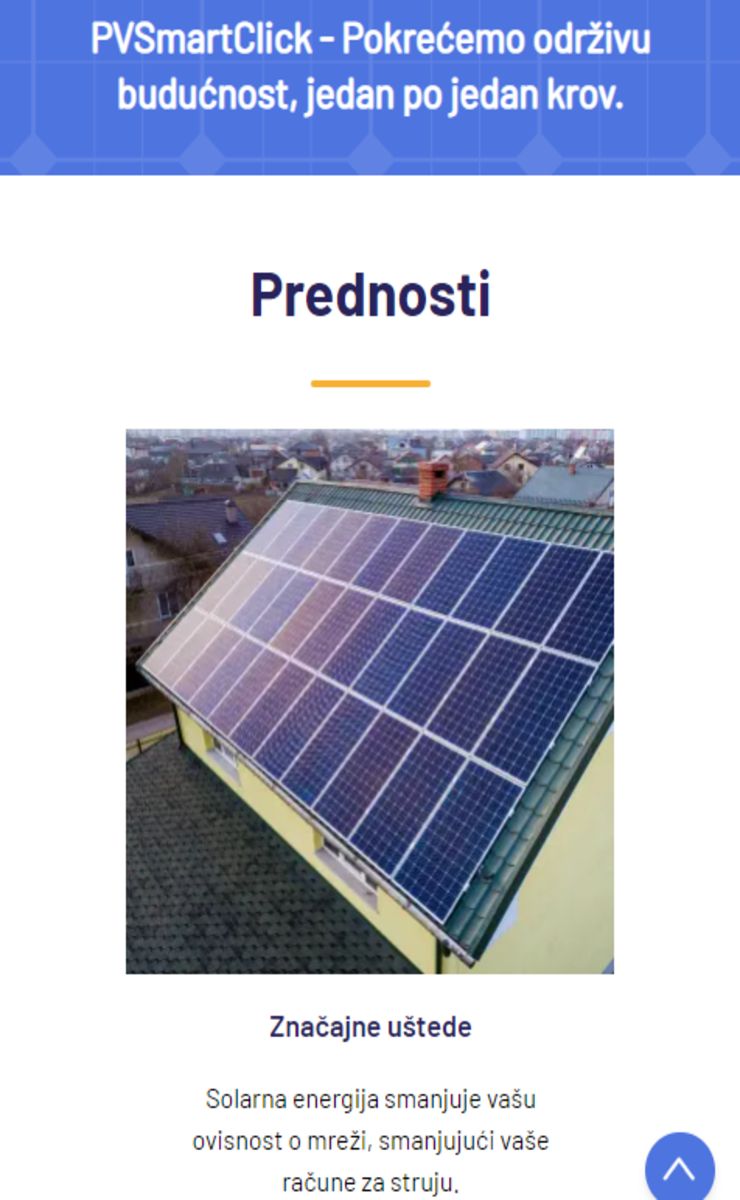 PVSmartClick - Pokrećemo održivu
budućnost, jedan po jedan krov.
Prednosti
Značajne uštede
Solarna energija smanjuje vašu
ovisnost o mreži, smanjujući vaše
račune za struju.